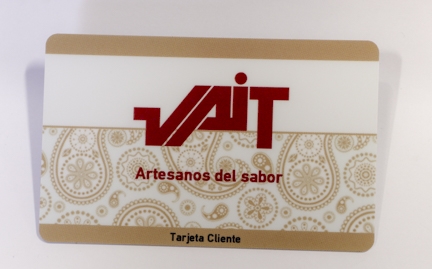 VAIT
Artesanos del sabor
Tarjeta Cliente